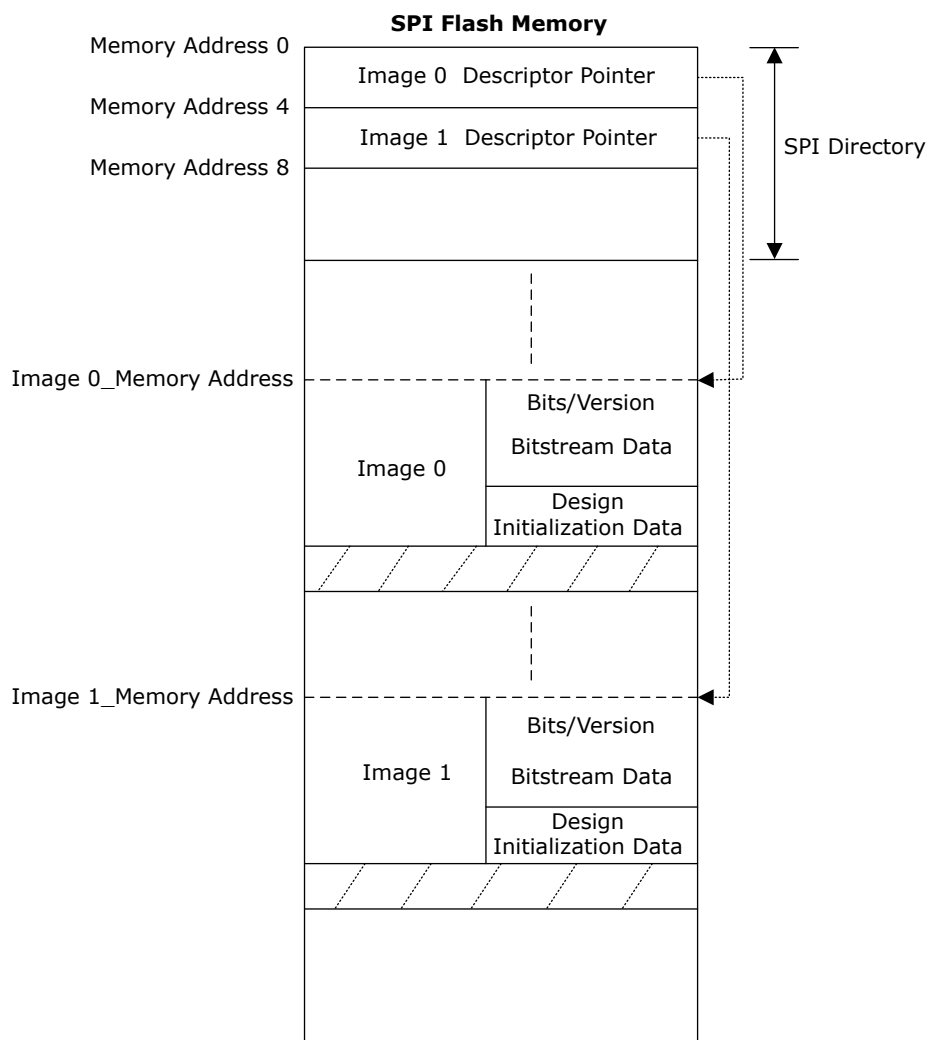 SPI Flash Memory
Memory Address 0
Image 0 Descriptor Pointer
Memory Address 4
Image 1 Descriptor Pointer
SPI Directory
Memory Address 8
Image 0_Memory Address
Bits/Version
Bitstream Data
Image 0
Design
Initialization Data
Image 1_Memory Address
Bits/Version
Bitstream Data
Image 1
Design
Initialization Data